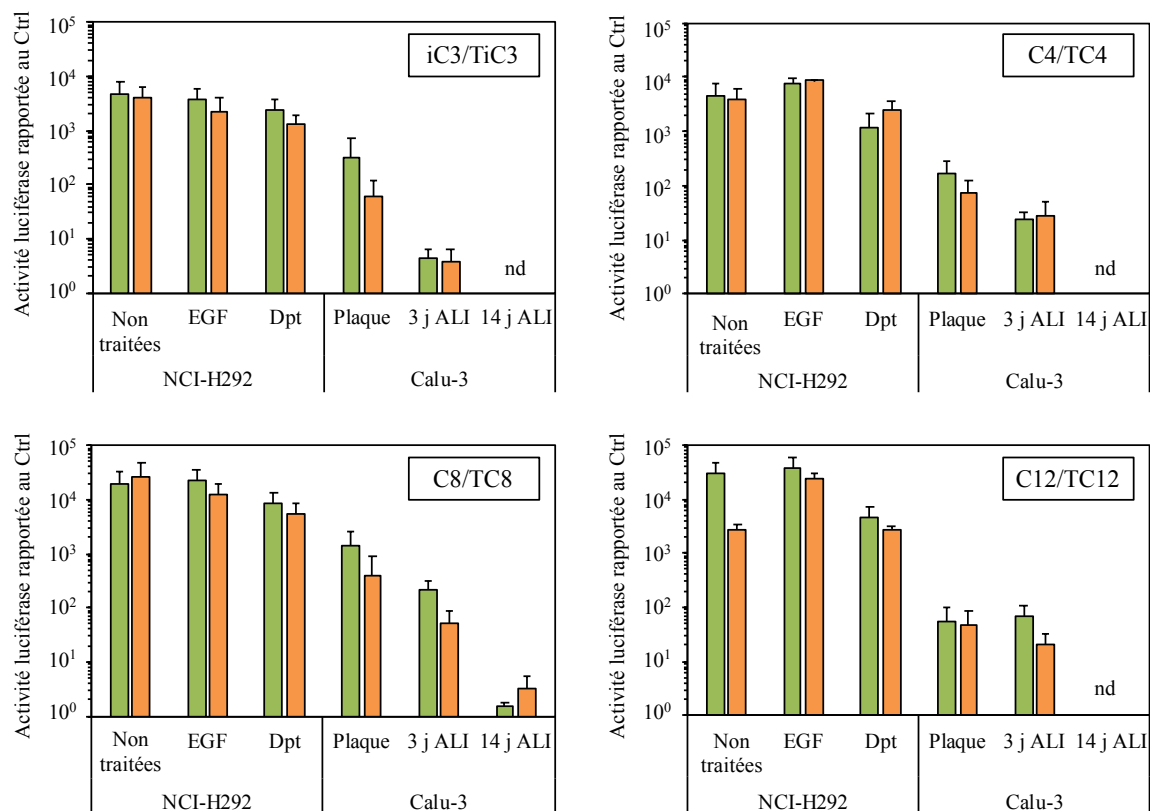 Activité luciférase rapportée au Ctrl
10⁵
10⁴
10³
10²
10¹
10⁰
iC3/TiC3
nd
Non
traitées
EGF
Dpt
Plaque
3 j ALI
14 j ALI
NCI-H292
Calu-3
Activité luciférase rapportée au Ctrl
10⁵
10⁴
10³
10²
10¹
10⁰
C4/TC4
nd
Non
traitées
EGF
Dpt
Plaque
3 j ALI
14 j ALI
NCI-H292
Calu-3
Activité luciférase rapportée au Ctrl
10⁵
10⁴
10³
10²
10¹
10⁰
C8/TC8
Non
traitées
EGF
Dpt
Plaque
3 j ALI
14 j ALI
NCI-H292
Calu-3
Activité luciférase rapportée au Ctrl
10⁵
10⁴
10³
10²
10¹
10⁰
C12/TC12
nd
Non
traitées
EGF
Dpt
Plaque
3 j ALI
14 j ALI
NCI-H292
Calu-3